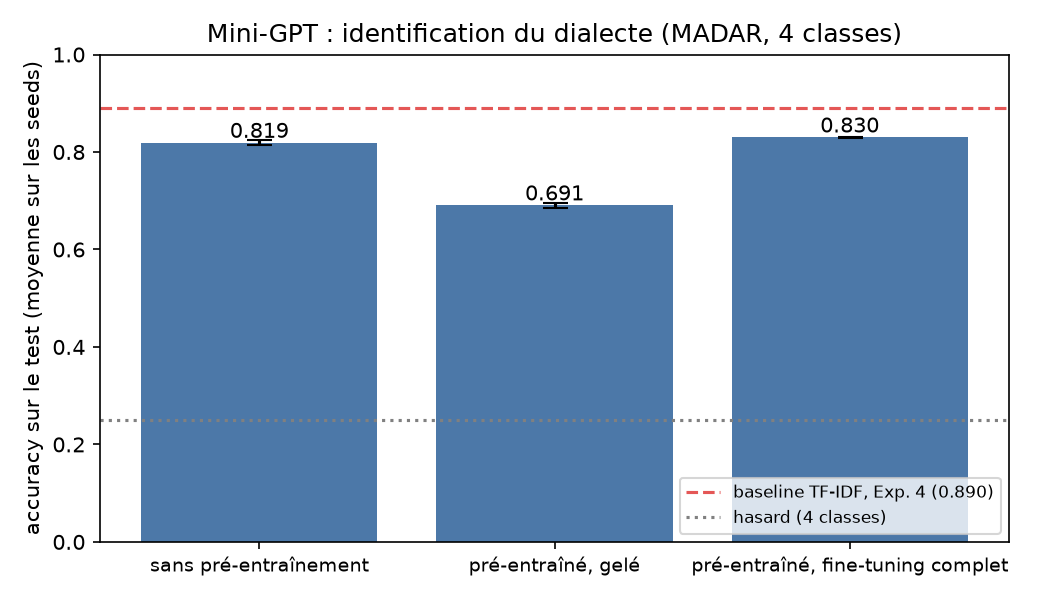 Mini-GPT : identification du dialecte (MADAR, 4 classes)
accuracy sur le test (moyenne sur les seeds)
1.0
0.8
0.6
0.4
0.2
0.0
0.819
0.691
0.830
baseline TF-IDF, Exp. 4 (0.890)
hasard (4 classes)
sans pré-entraînement
pré-entraîné, gelé
pré-entraîné, fine-tuning complet